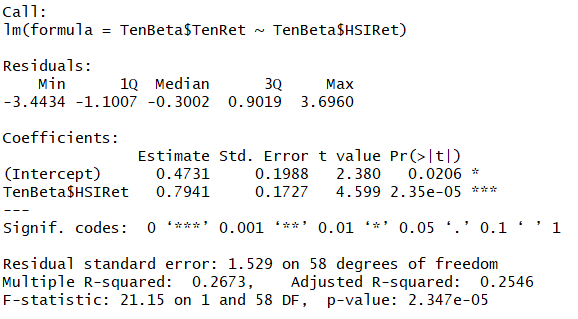 Call:
lm(formula = TenBeta$TenRet ~ TenBeta$HSIRet)
Residuals:
    Min      1Q  Median      3Q     Max
-3.4434 -1.1007 -0.3002  0.9019  3.6960
Coefficients:
               Estimate Std. Error t value Pr(>|t|)
(Intercept)      0.4731     0.1988   2.380   0.0206 *
TenBeta$HSIRet   0.7941     0.1727   4.599 2.35e-05 ***
---
Signif. codes:  0 ‘***’ 0.001 ‘**’ 0.01 ‘*’ 0.05 ‘.’ 0.1 ‘ ’ 1
Residual standard error: 1.529 on 58 degrees of freedom
Multiple R-squared:  0.2673,    Adjusted R-squared:  0.2546
F-statistic: 21.15 on 1 and 58 DF,  p-value: 2.347e-05